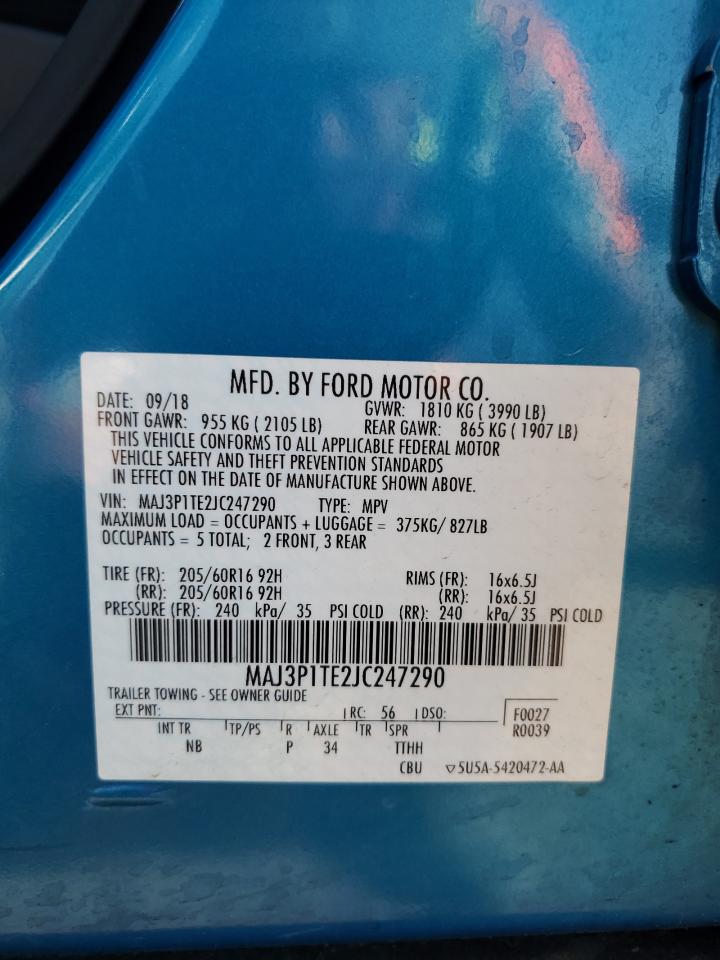 MFD. BY FORD MOTOR CO.
DATE: 09/18 GVWR: 1810 KG ( 3990 LB)
FRONT GAWR: 955 KG ( 2105 LB) REAR GAWR: 865 KG ( 1907 LB)
THIS VEHICLE CONFORMS TO ALL APPLICABLE FEDERAL MOTOR
VEHICLE SAFETY AND THEFT PREVENTION STANDARDS
IN EFFECT ON THE DATE OF MANUFACTURE SHOWN ABOVE.
VIN: MAJ3P1TE2JC247290 TYPE: MPV
MAXIMUM LOAD = OCCUPANTS + LUGGAGE = 375KG/ 827LB
OCCUPANTS = 5 TOTAL; 2 FRONT, 3 REAR
TIRE (FR): 205/60R16 92H RIMS (FR): 16x6.5J
(RR): 205/60R16 92H (RR): 16x6.5J
PRESSURE (FR): 240 kPa/ 35 PSI COLD (RR): 240 kPa/ 35 PSI COLD
MAJ3P1TE2JC247290
TRAILER TOWING - SEE OWNER GUIDE
EXT PNT: RC: 56 DSO: F0027
INT TR TP/PS R AXLE TR SPR R0039
NB P 34 TTHH
CBU ▽5U5A-5420472-AA